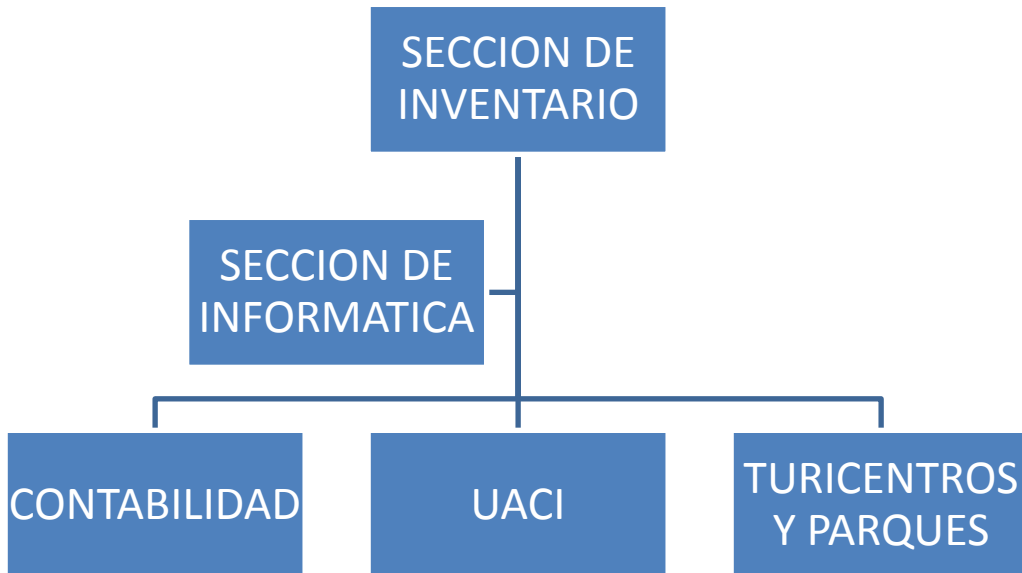 SECCION DE
INVENTARIO
SECCION DE
INFORMATICA
CONTABILIDAD
UACI
TURICENTROS
Y PARQUES